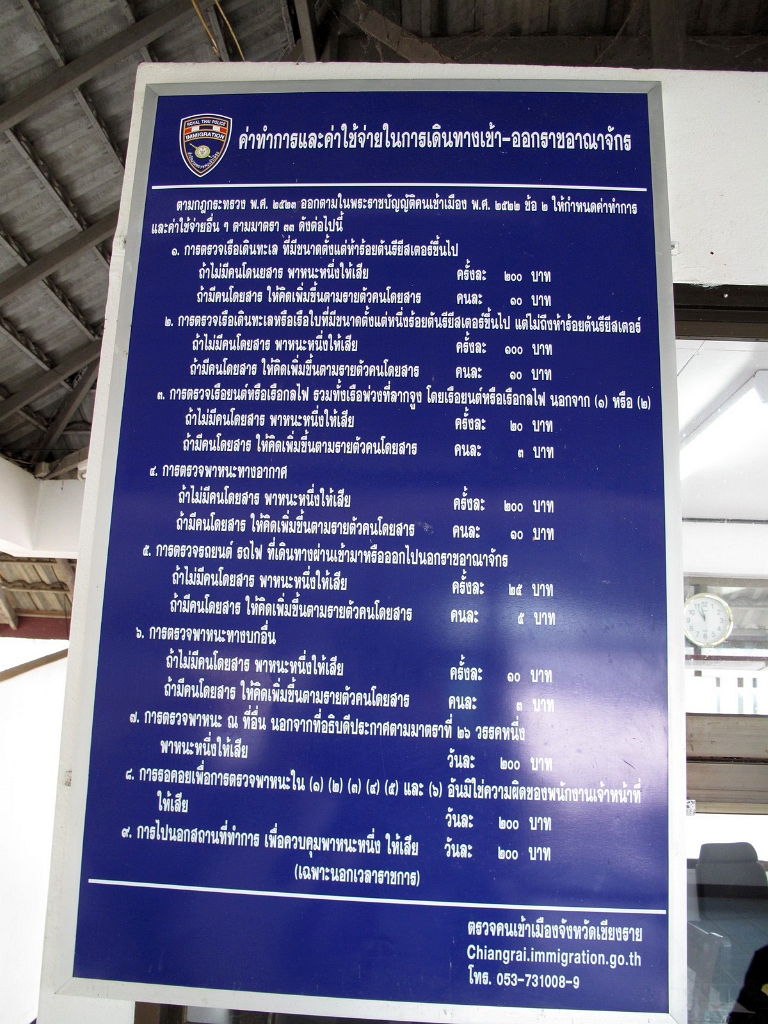 ROYAL THAI POLICE
IMMIGRATION
ค่าทำการและค่าใช้จ่ายในการเดินทางเข้า-ออกราชอาณาจักร
ตามกฎกระทรวง พ.ศ. ๒๕๒๓ ออกตามในพระราชบัญญัติคนเข้าเมือง พ.ศ. ๒๕๒๒ ข้อ ๒ ให้กำหนดค่าทำการ
และค่าใช้จ่ายอื่น ๆ ตามมาตรา ๓๓ ดังต่อไปนี้
๑. การตรวจเรือเดินทะเล ที่มีขนาดตั้งแต่ห้าร้อยตันรียิสเตอร์ขึ้นไป
ถ้าไม่มีคนโดยสาร พาหนะหนึ่งให้เสีย ครั้งละ ๒๐๐ บาท
ถ้ามีคนโดยสาร ให้คิดเพิ่มขึ้นตามรายตัวคนโดยสาร คนละ ๑๐ บาท
๒. การตรวจเรือเดินทะเลหรือเรือใบที่มีขนาดตั้งแต่หนึ่งร้อยตันรียิสเตอร์ขึ้นไป แต่ไม่ถึงห้าร้อยตันรียิสเตอร์
ถ้าไม่มีคนโดยสาร พาหนะหนึ่งให้เสีย ครั้งละ ๑๐๐ บาท
ถ้ามีคนโดยสาร ให้คิดเพิ่มขึ้นตามรายตัวคนโดยสาร คนละ ๑๐ บาท
๓. การตรวจเรือยนต์หรือเรือกลไฟ รวมทั้งเรือพ่วงที่ลากจูง โดยเรือยนต์หรือเรือกลไฟ นอกจาก (๑) หรือ (๒)
ถ้าไม่มีคนโดยสาร พาหนะหนึ่งให้เสีย ครั้งละ ๒๐ บาท
ถ้ามีคนโดยสาร ให้คิดเพิ่มขึ้นตามรายตัวคนโดยสาร คนละ ๓ บาท
๔. การตรวจพาหนะทางอากาศ
ถ้าไม่มีคนโดยสาร พาหนะหนึ่งให้เสีย ครั้งละ ๒๐๐ บาท
ถ้ามีคนโดยสาร ให้คิดเพิ่มขึ้นตามรายตัวคนโดยสาร คนละ ๑๐ บาท
๕. การตรวจรถยนต์ รถไฟ ที่เดินทางผ่านเข้ามาหรือออกไปนอกราชอาณาจักร
ถ้าไม่มีคนโดยสาร พาหนะหนึ่งให้เสีย ครั้งละ ๒๕ บาท
ถ้ามีคนโดยสาร ให้คิดเพิ่มขึ้นตามรายตัวคนโดยสาร คนละ ๕ บาท
๖. การตรวจพาหนะทางบกอื่น
ถ้าไม่มีคนโดยสาร พาหนะหนึ่งให้เสีย ครั้งละ ๑๐ บาท
ถ้ามีคนโดยสาร ให้คิดเพิ่มขึ้นตามรายตัวคนโดยสาร คนละ ๓ บาท
๗. การตรวจพาหนะ ณ ที่อื่น นอกจากที่อธิบดีประกาศตามมาตราที่ ๒๖ วรรคหนึ่ง
พาหนะหนึ่งให้เสีย วันละ ๒๐๐ บาท
๘. การรอคอยเพื่อการตรวจพาหนะใน (๑) (๒) (๓) (๔) (๕) และ (๖) อันมิใช่ความผิดของพนักงานเจ้าหน้าที่
ให้เสีย วันละ ๒๐๐ บาท
๙. การไปนอกสถานที่ทำการ เพื่อควบคุมพาหนะหนึ่ง ให้เสีย วันละ ๒๐๐ บาท
(เฉพาะนอกเวลาราชการ)
ตรวจคนเข้าเมืองจังหวัดเชียงราย
Chiangrai.immigration.go.th
โทร. 053-731008-9